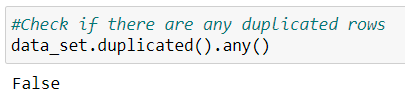 #Check if there are any duplicated rows
data_set.duplicated().any()
False